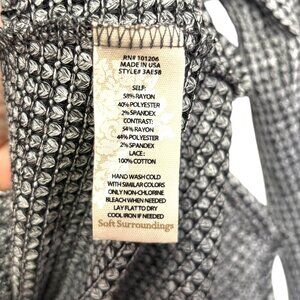 RN# 101206
MADE IN USA
STYLE# 3AE58
SELF:
58% RAYON
40% POLYESTER
2% SPANDEX
CONTRAST:
54% RAYON
44% POLYESTER
2% SPANDEX
LACE:
100% COTTON
HAND WASH COLD
WITH SIMILAR COLORS
ONLY NON-CHLORINE
BLEACH WHEN NEEDED
LAY FLAT TO DRY
COOL IRON IF NEEDED
Soft Surroundings